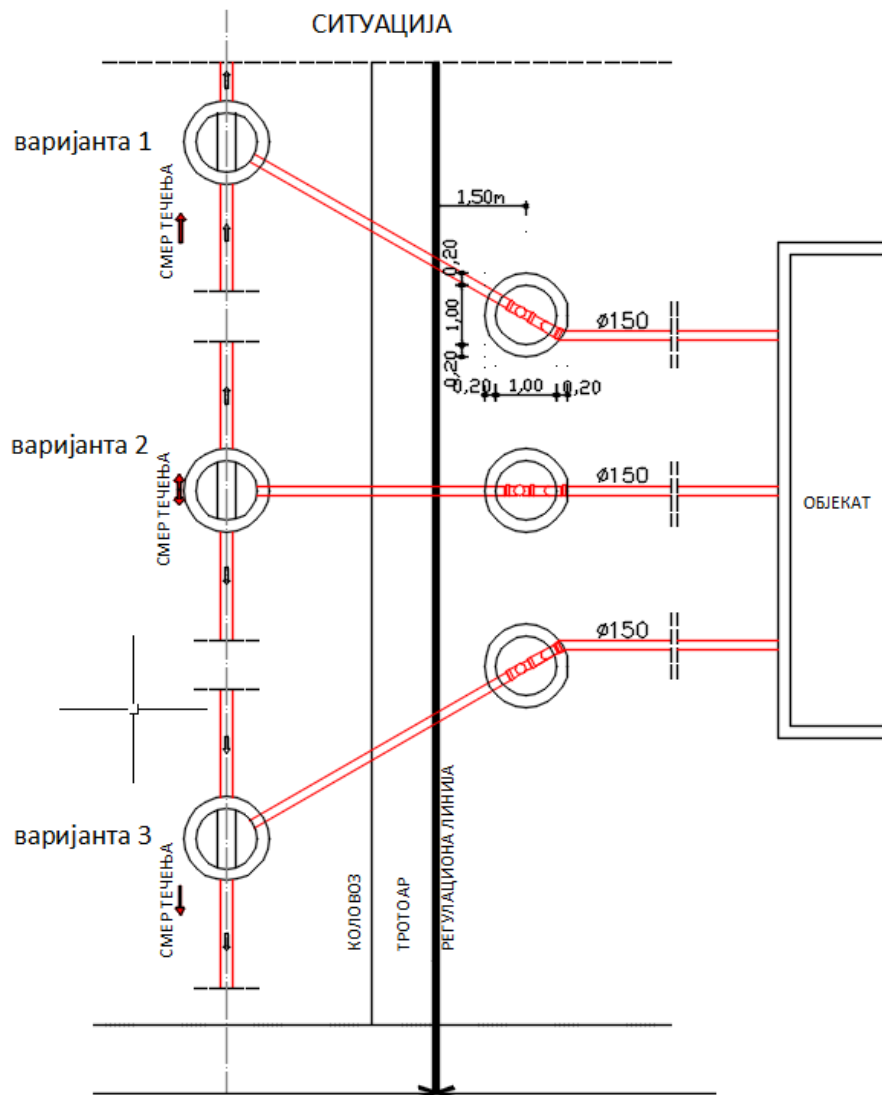 СИТУАЦИЈА
варијанта 1
СМЕР ТЕЧЕЊА
1,50m
0,20
1,00
0,20
0,20 1,00 0,20
Ø150
варијанта 2
СМЕР ТЕЧЕЊА
Ø150
ОБЈЕКАТ
Ø150
варијанта 3
СМЕР ТЕЧЕЊА
КОЛОВОЗ
ТРОТОАР
РЕГУЛАЦИОНА ЛИНИЈА